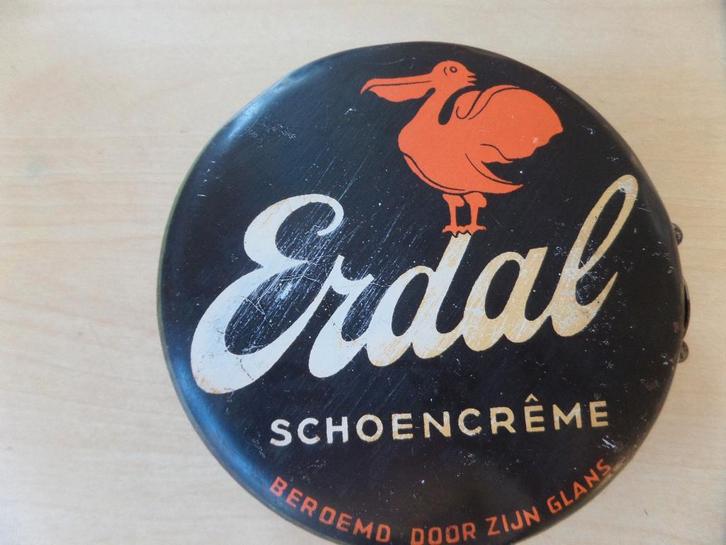 Erdal
SCHOENCRÊME
BEROEMD DOOR ZIJN GLANS